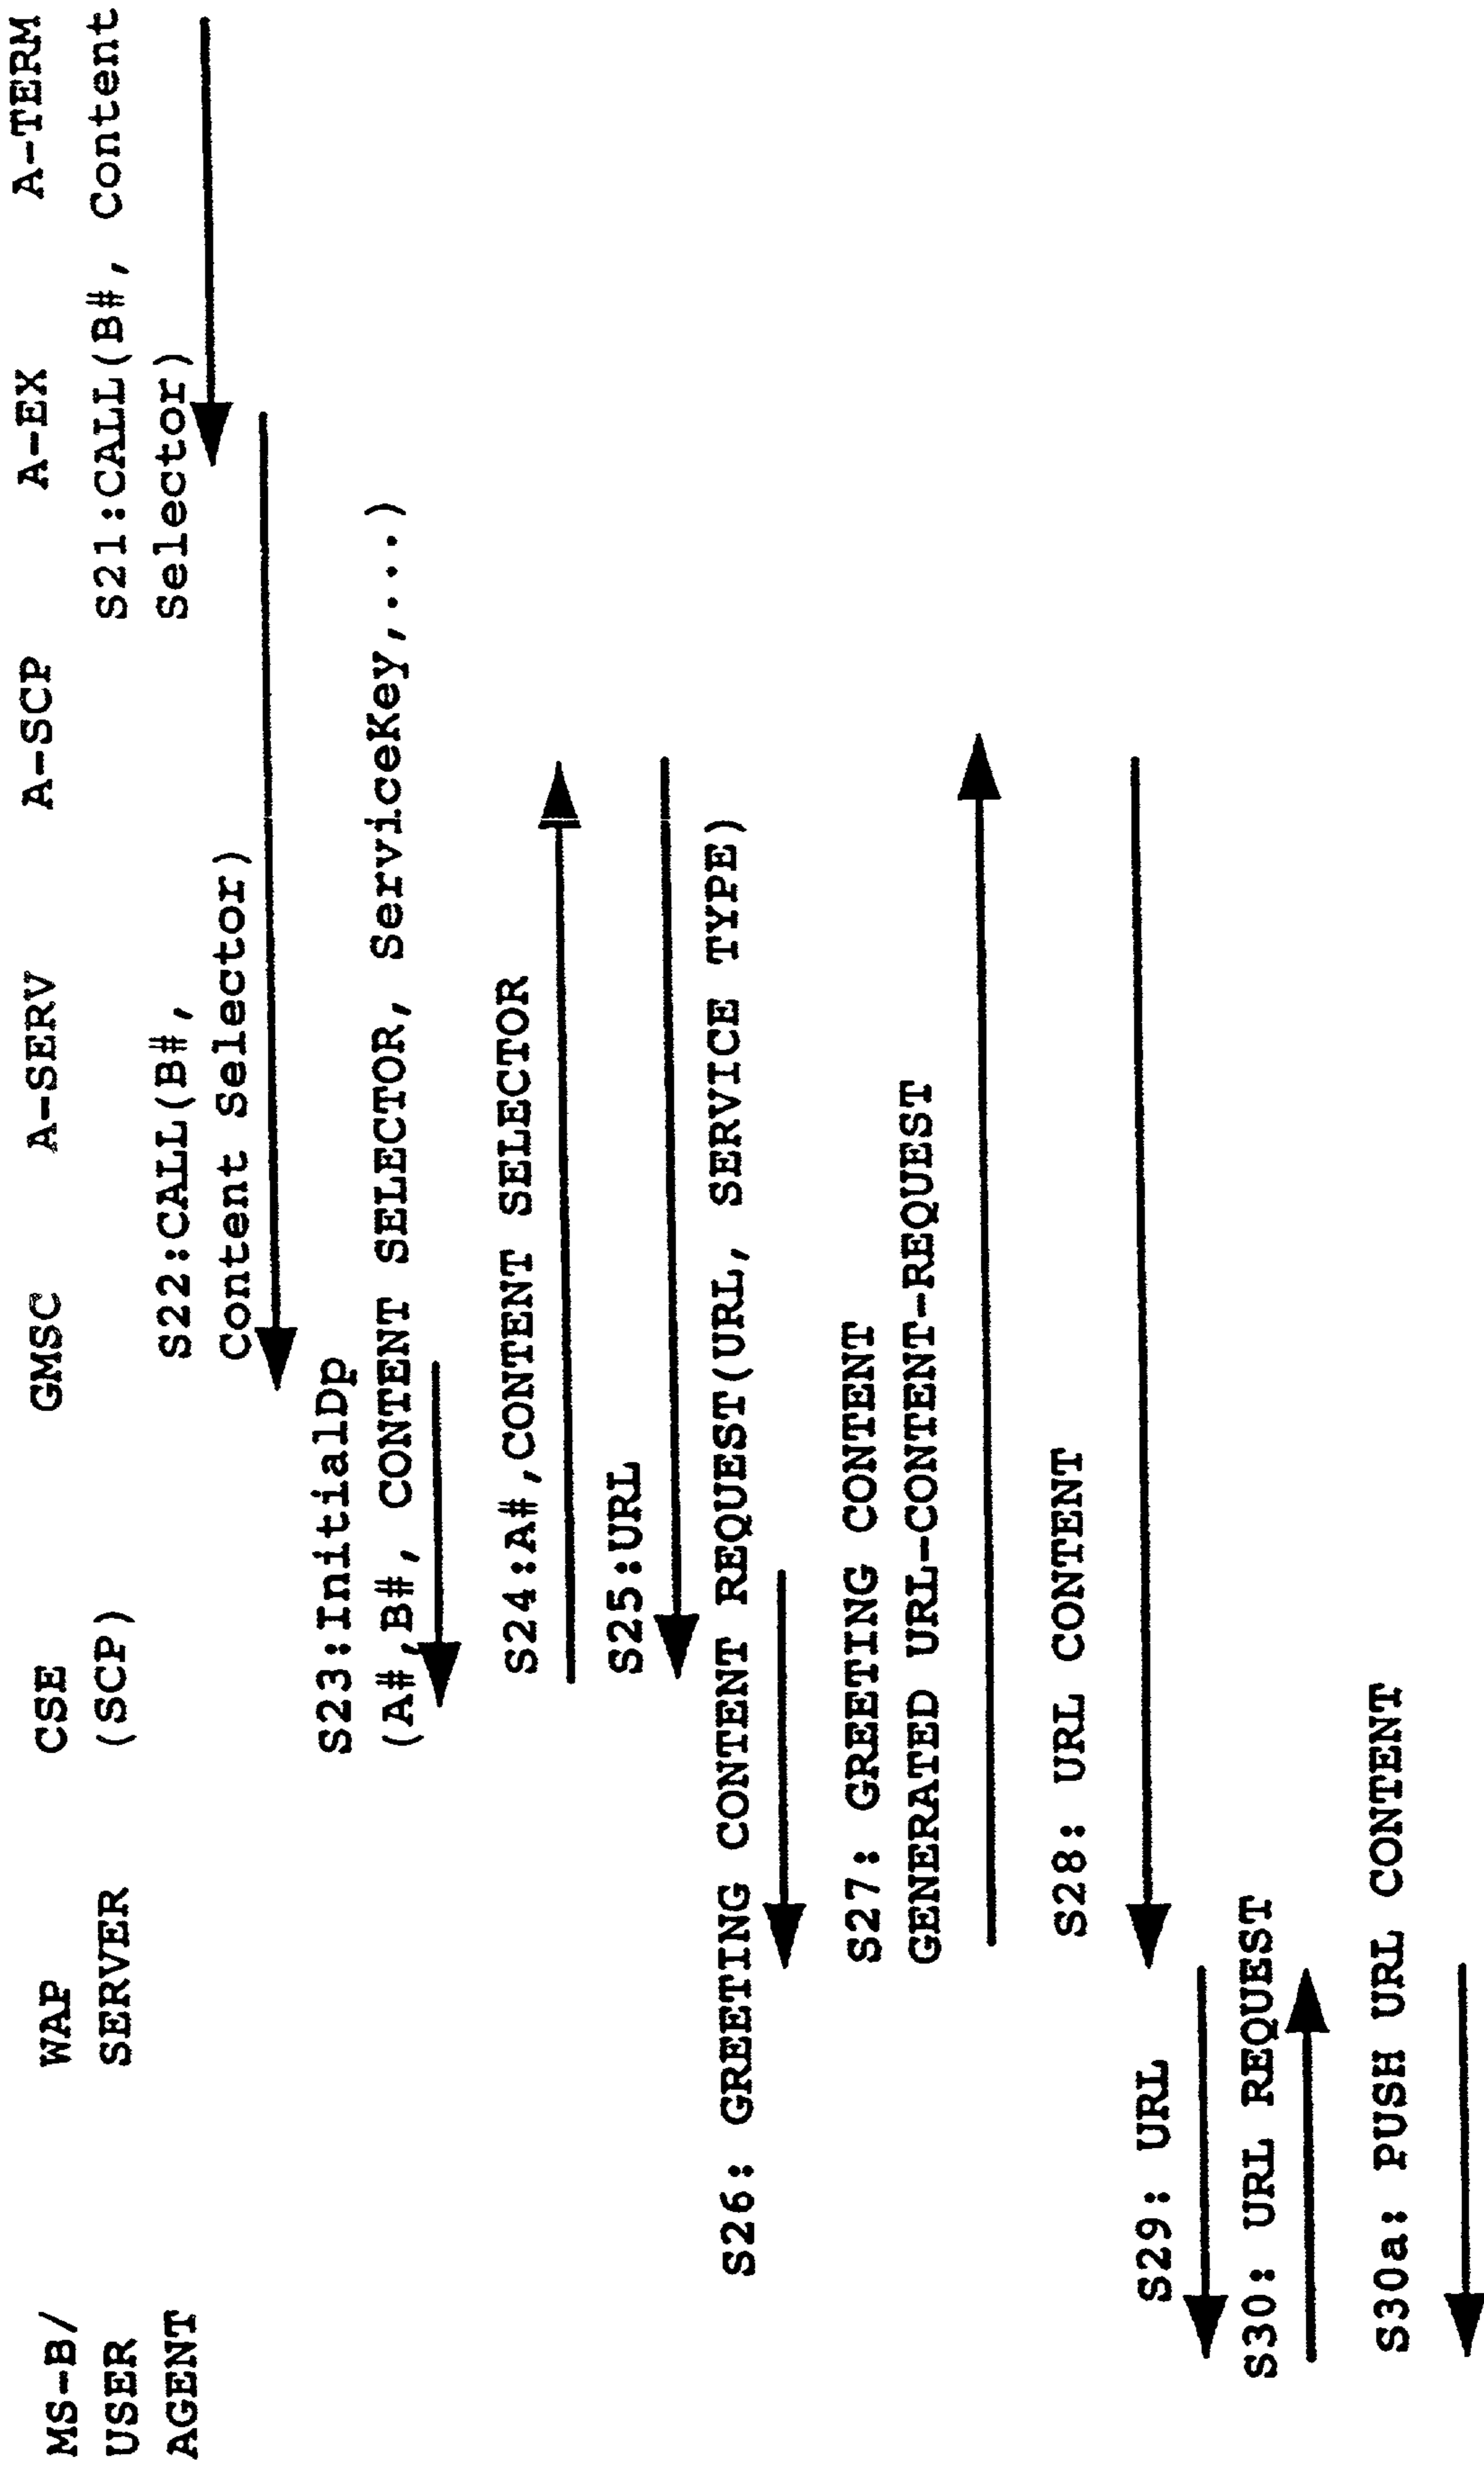 MS-B/
USER
AGENT
WAP
SERVER
CSE
(SCP)
GMSC
A-SERV
A-SCP
A-EX
A-TERM
S21:CALL(B#, Content
Selector)
S22:CALL(B#,
Content Selector)
S23:InitialDp
(A#,B#, CONTENT SELECTOR, ServiceKey,...)
S24:A#,CONTENT SELECTOR
S25:URL
S26: GREETING CONTENT REQUEST(URL, SERVICE TYPE)
S27: GREETING CONTENT
GENERATED URL-CONTENT-REQUEST
S28: URL CONTENT
S29: URL
S30: URL REQUEST
S30a: PUSH URL CONTENT